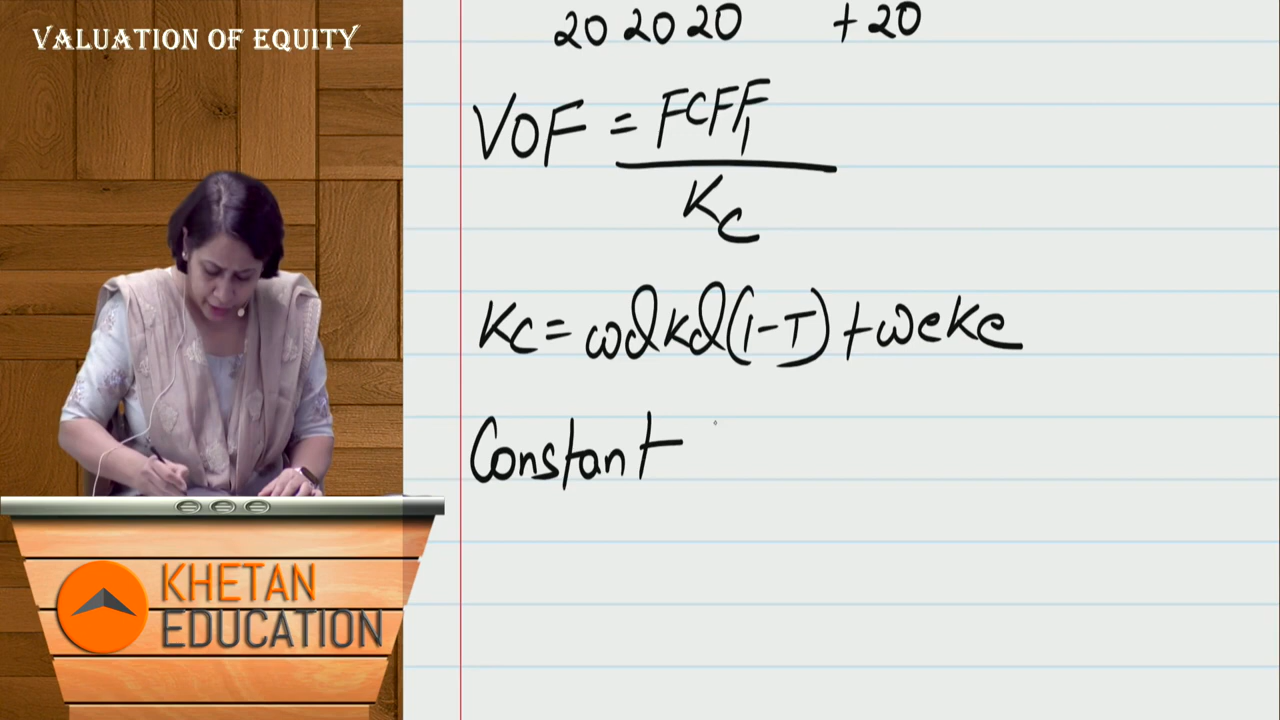 VALUATION OF EQUITY
20 20 20 + 20
VOF = FCFF1
Kc
Kc = wdkd(1-T) + weke
Constant
KHETAN
EDUCATION